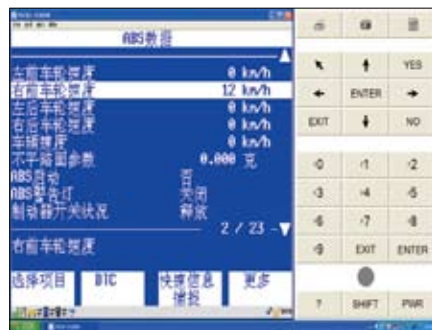 ABS数据
左前车轮速度 0 km/h
右前车轮速度 12 km/h
左后车轮速度 0 km/h
右后车轮速度 0 km/h
车辆速度 0 km/h
不平路面参数 0.000 克
ABS启动 否
ABS警告灯 关闭
制动器开关状况 释放
2 / 23
右前车轮速度
选择项目 DTC 快摄信息捕捉 更多
YES
ENTER
EXIT NO
0 1 2
3 4 5
6 7 8
9 EXIT ENTER
? SHIFT PWR